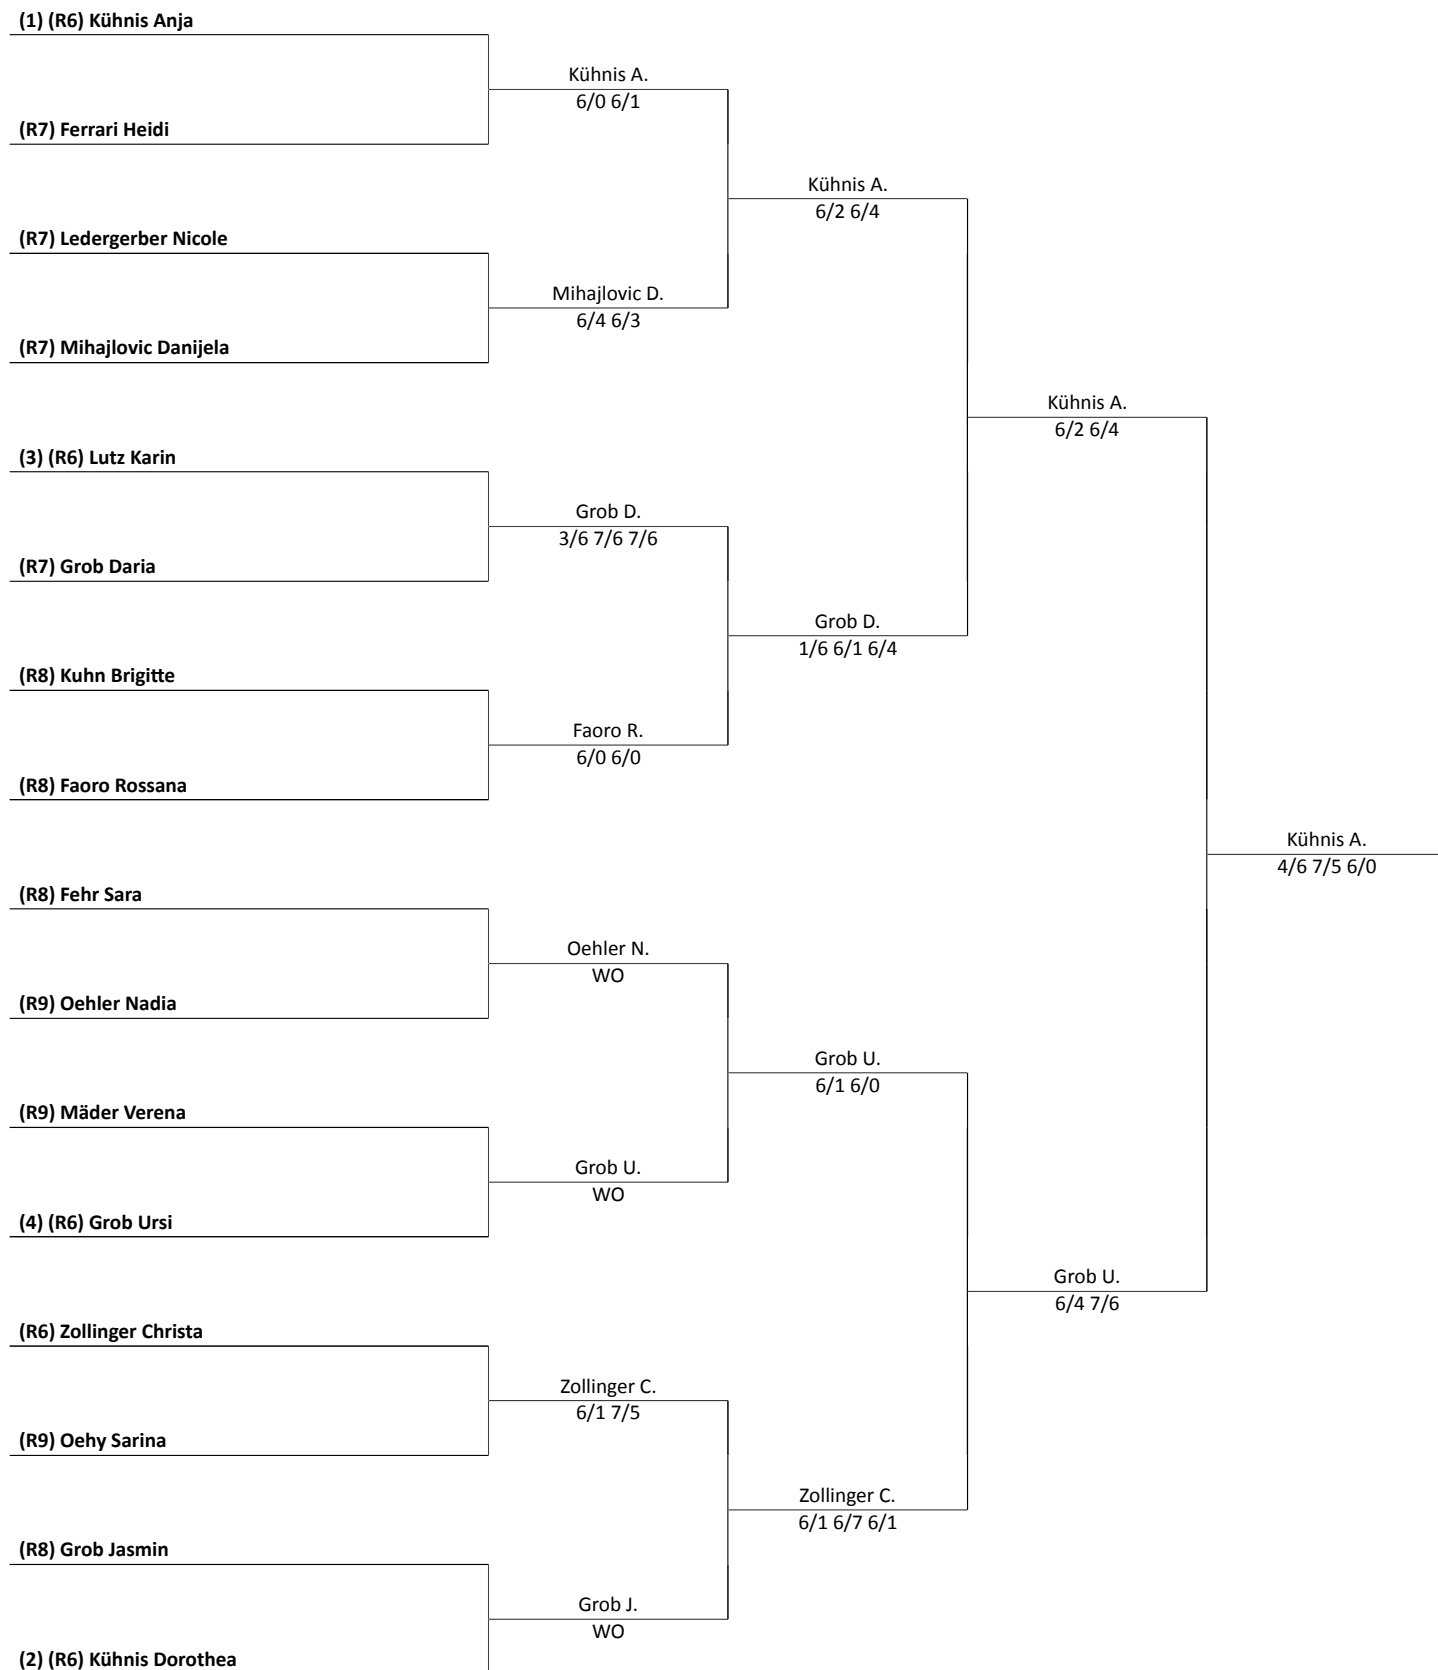 (1) (R6) Kühnis Anja
Kühnis A.
6/0 6/1
(R7) Ferrari Heidi
Kühnis A.
6/2 6/4
(R7) Ledergerber Nicole
Mihajlovic D.
6/4 6/3
(R7) Mihajlovic Danijela
Kühnis A.
6/2 6/4
(3) (R6) Lutz Karin
Grob D.
3/6 7/6 7/6
(R7) Grob Daria
Grob D.
1/6 6/1 6/4
(R8) Kuhn Brigitte
Faoro R.
6/0 6/0
(R8) Faoro Rossana
Kühnis A.
4/6 7/5 6/0
(R8) Fehr Sara
Oehler N.
WO
(R9) Oehler Nadia
Grob U.
6/1 6/0
(R9) Mäder Verena
Grob U.
WO
(4) (R6) Grob Ursi
Grob U.
6/4 7/6
(R6) Zollinger Christa
Zollinger C.
6/1 7/5
(R9) Oehy Sarina
Zollinger C.
6/1 6/7 6/1
(R8) Grob Jasmin
Grob J.
WO
(2) (R6) Kühnis Dorothea